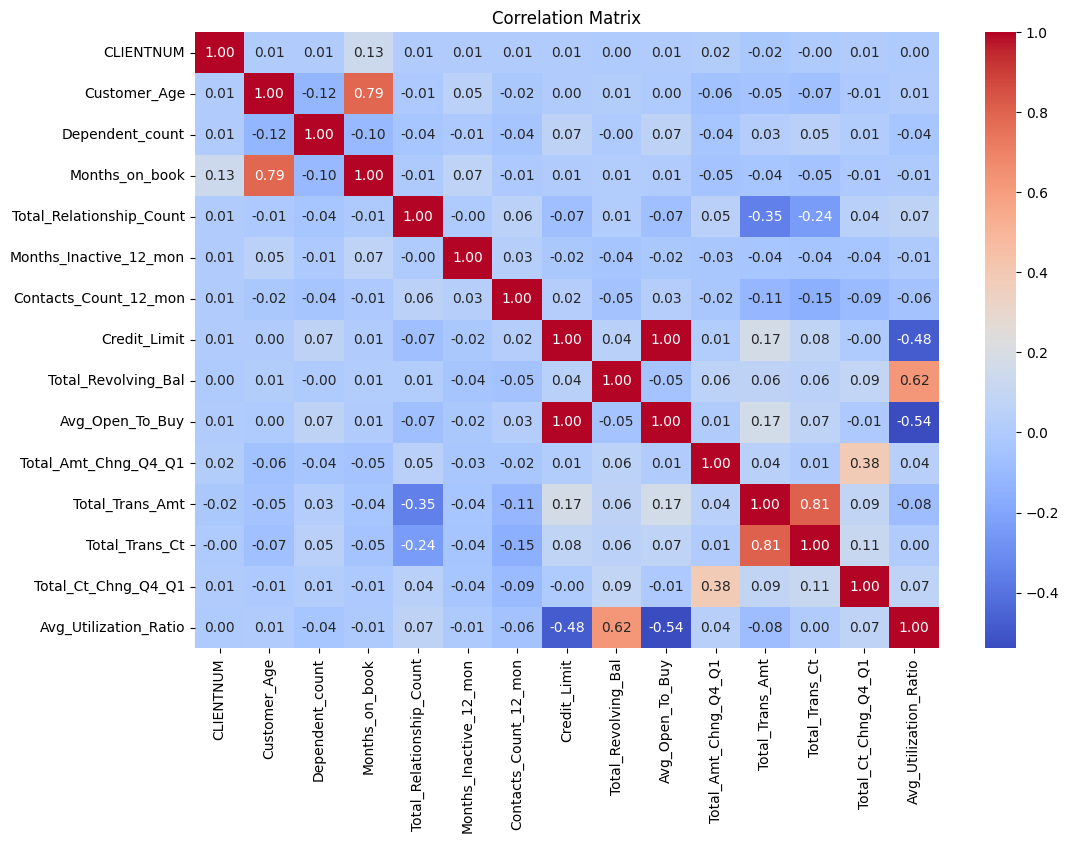 Correlation Matrix
CLIENTNUM 1.00 0.01 0.01 0.13 0.01 0.01 0.01 0.01 0.00 0.01 0.02 -0.02 -0.00 0.01 0.00
Customer_Age 0.01 1.00 -0.12 0.79 -0.01 0.05 -0.02 0.00 0.01 0.00 -0.06 -0.05 -0.07 -0.01 0.01
Dependent_count 0.01 -0.12 1.00 -0.10 -0.04 -0.01 -0.04 0.07 -0.00 0.07 -0.04 0.03 0.05 0.01 -0.04
Months_on_book 0.13 0.79 -0.10 1.00 -0.01 0.07 -0.01 0.01 0.01 0.01 -0.05 -0.04 -0.05 -0.01 -0.01
Total_Relationship_Count 0.01 -0.01 -0.04 -0.01 1.00 -0.00 0.06 -0.07 0.01 -0.07 0.05 -0.35 -0.24 0.04 0.07
Months_Inactive_12_mon 0.01 0.05 -0.01 0.07 -0.00 1.00 0.03 -0.02 -0.04 -0.02 -0.03 -0.04 -0.04 -0.04 -0.01
Contacts_Count_12_mon 0.01 -0.02 -0.04 -0.01 0.06 0.03 1.00 0.02 -0.05 0.03 -0.02 -0.11 -0.15 -0.09 -0.06
Credit_Limit 0.01 0.00 0.07 0.01 -0.07 -0.02 0.02 1.00 0.04 1.00 0.01 0.17 0.08 -0.00 -0.48
Total_Revolving_Bal 0.00 0.01 -0.00 0.01 0.01 -0.04 -0.05 0.04 1.00 -0.05 0.06 0.06 0.06 0.09 0.62
Avg_Open_To_Buy 0.01 0.00 0.07 0.01 -0.07 -0.02 0.03 1.00 -0.05 1.00 0.01 0.17 0.07 -0.01 -0.54
Total_Amt_Chng_Q4_Q1 0.02 -0.06 -0.04 -0.05 0.05 -0.03 -0.02 0.01 0.06 0.01 1.00 0.04 0.01 0.38 0.04
Total_Trans_Amt -0.02 -0.05 0.03 -0.04 -0.35 -0.04 -0.11 0.17 0.06 0.17 0.04 1.00 0.81 0.09 -0.08
Total_Trans_Ct -0.00 -0.07 0.05 -0.05 -0.24 -0.04 -0.15 0.08 0.06 0.07 0.01 0.81 1.00 0.11 0.00
Total_Ct_Chng_Q4_Q1 0.01 -0.01 0.01 -0.01 0.04 -0.04 -0.09 -0.00 0.09 -0.01 0.38 0.09 0.11 1.00 0.07
Avg_Utilization_Ratio 0.00 0.01 -0.04 -0.01 0.07 -0.01 -0.06 -0.48 0.62 -0.54 0.04 -0.08 0.00 0.07 1.00
CLIENTNUM
Customer_Age
Dependent_count
Months_on_book
Total_Relationship_Count
Months_Inactive_12_mon
Contacts_Count_12_mon
Credit_Limit
Total_Revolving_Bal
Avg_Open_To_Buy
Total_Amt_Chng_Q4_Q1
Total_Trans_Amt
Total_Trans_Ct
Total_Ct_Chng_Q4_Q1
Avg_Utilization_Ratio
1.0
0.8
0.6
0.4
0.2
0.0
−0.2
−0.4